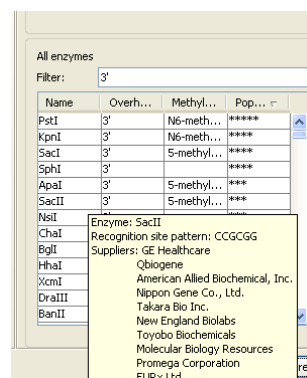 All enzymes
Filter: 3'
Name Overh... Methyl... Pop...
PstI 3' N6-meth... *****
KpnI 3' N6-meth... ****
SacI 3' 5-methyl... ****
SphI 3' ****
ApaI 3' 5-methyl... ***
SacII 3' 5-methyl... ***
NsiI
ChaI
BglI
HhaI
XcmI
DraIII
BanII
Enzyme: SacII
Recognition site pattern: CCGCGG
Suppliers: GE Healthcare
Qbiogene
American Allied Biochemical, Inc.
Nippon Gene Co., Ltd.
Takara Bio Inc.
New England Biolabs
Toyobo Biochemicals
Molecular Biology Resources
Promega Corporation
EURx Ltd.